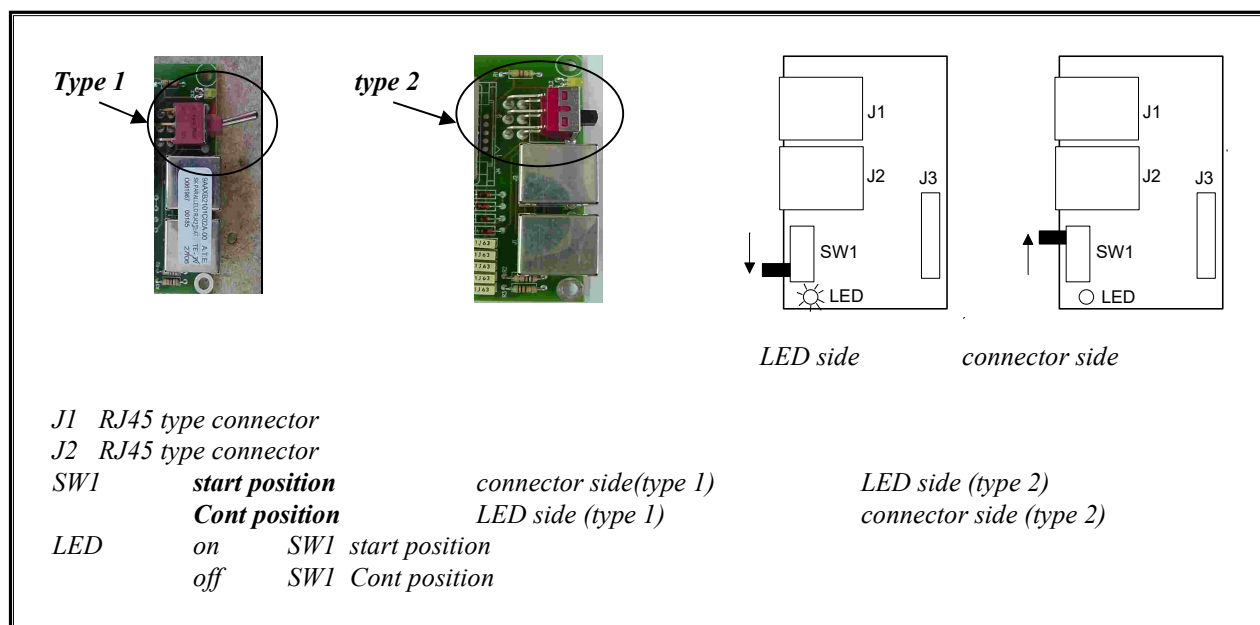 Type 1
type 2
J1
J2
J3
SW1
LED
J1
J2
J3
SW1
LED
LED side connector side
J1 RJ45 type connector
J2 RJ45 type connector
SW1 start position connector side(type 1) LED side (type 2)
Cont position LED side (type 1) connector side (type 2)
LED on SW1 start position
off SW1 Cont position